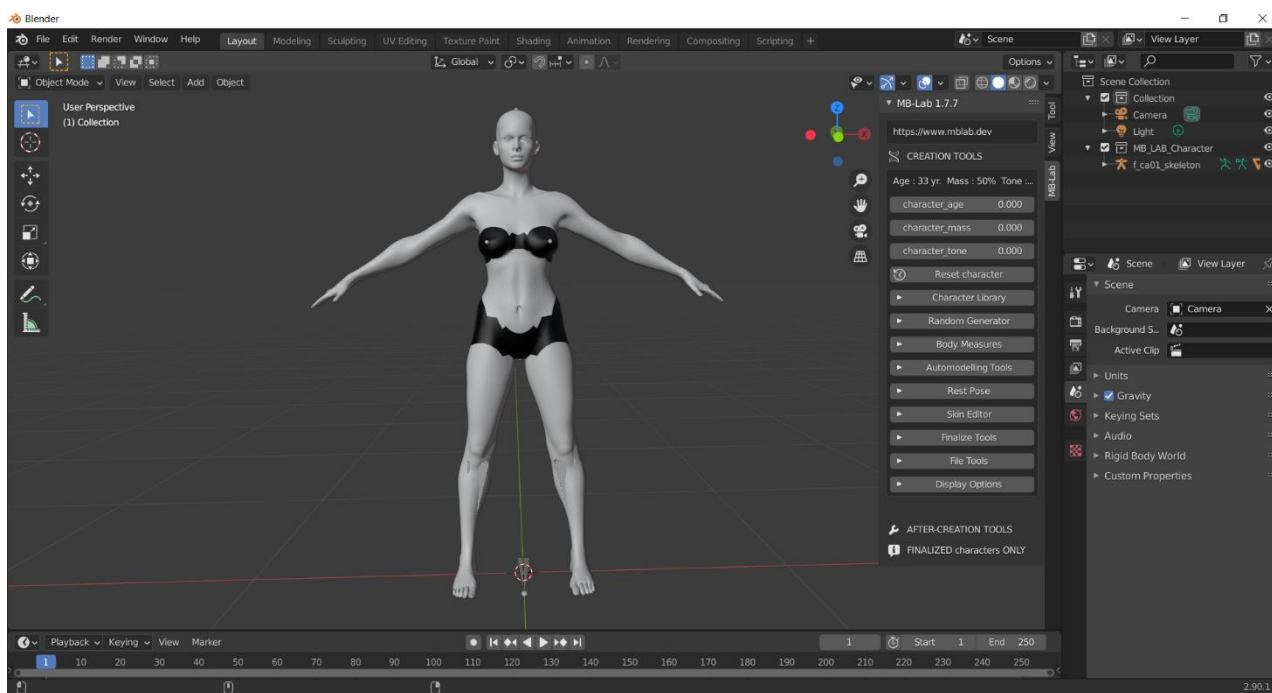 Blender
File Edit Render Window Help Layout Modeling Sculpting UV Editing Texture Paint Shading Animation Rendering Compositing Scripting + Scene View Layer
Global Options
Object Mode View Select Add Object
User Perspective
(1) Collection
Z
X
MB-Lab 1.7.7
https://www.mblab.dev
CREATION TOOLS
Age : 33 yr. Mass : 50% Tone :...
character_age 0.000
character_mass 0.000
character_tone 0.000
Reset character
Character Library
Random Generator
Body Measures
Automodelling Tools
Rest Pose
Skin Editor
Finalize Tools
File Tools
Display Options
AFTER-CREATION TOOLS
FINALIZED characters ONLY
Tool
View
MB-Lab
Scene Collection
Collection
Camera
Light
MB_LAB_Character
f_ca01_skeleton
Scene View Layer
Scene
Camera Camera
Background S...
Active Clip
Units
Gravity
Keying Sets
Audio
Rigid Body World
Custom Properties
Playback Keying View Marker 1 Start 1 End 250
1 10 20 30 40 50 60 70 80 90 100 110 120 130 140 150 160 170 180 190 200 210 220 230 240 250
2.90.1